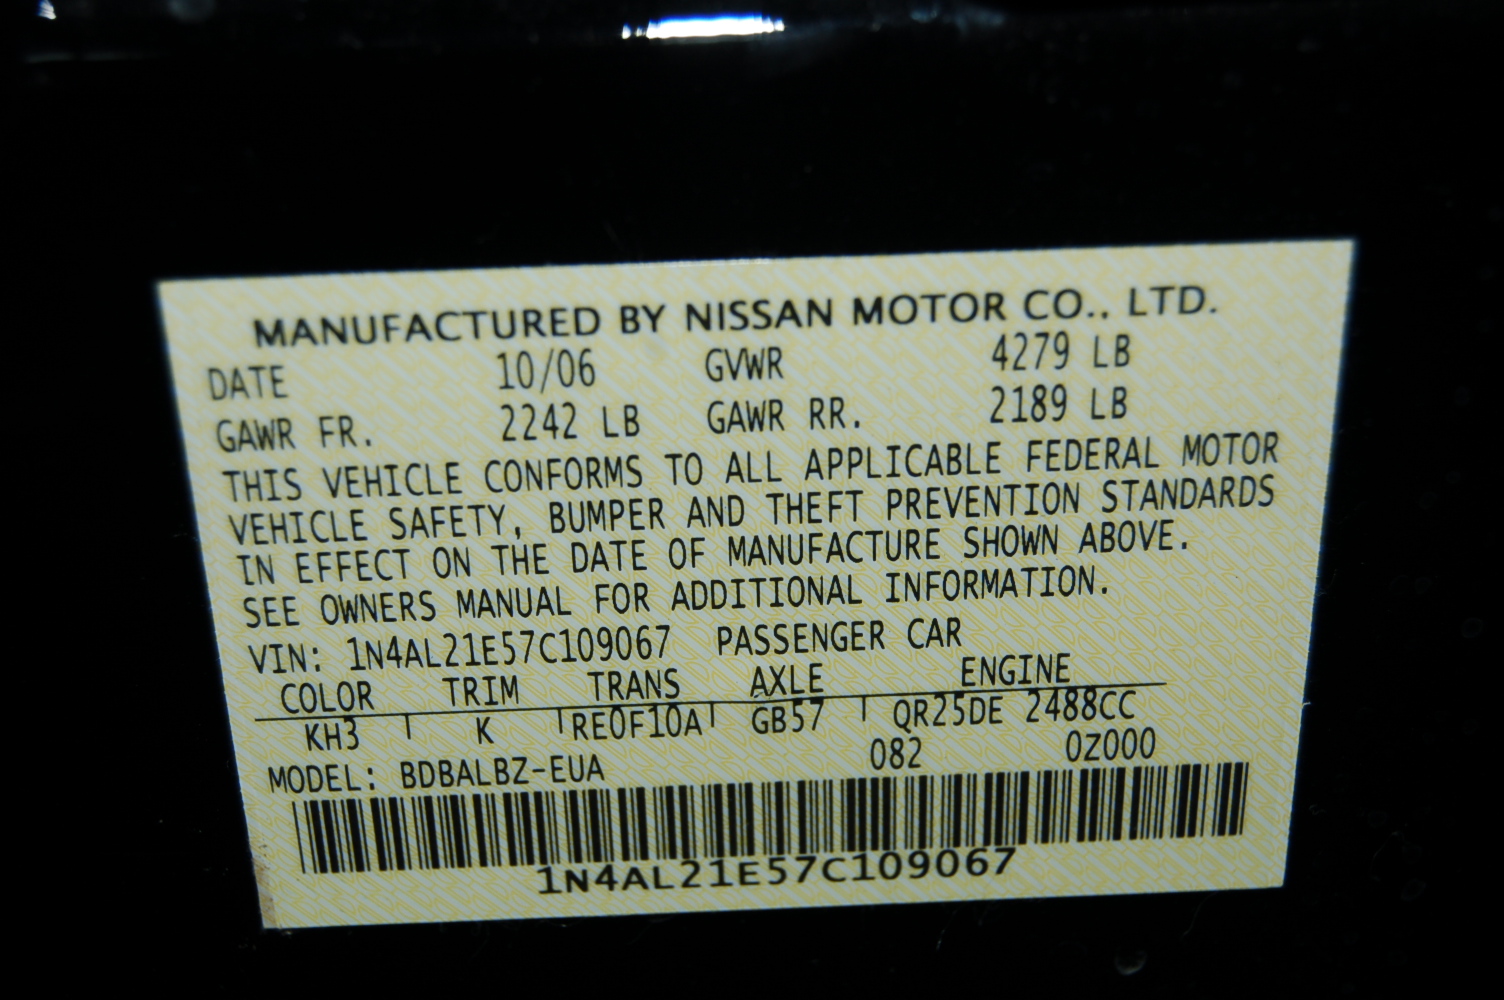 MANUFACTURED BY NISSAN MOTOR CO., LTD.
DATE 10/06 GVWR 4279 LB
GAWR FR. 2242 LB GAWR RR. 2189 LB
THIS VEHICLE CONFORMS TO ALL APPLICABLE FEDERAL MOTOR
VEHICLE SAFETY, BUMPER AND THEFT PREVENTION STANDARDS
IN EFFECT ON THE DATE OF MANUFACTURE SHOWN ABOVE.
SEE OWNERS MANUAL FOR ADDITIONAL INFORMATION.
VIN: 1N4AL21E57C109067 PASSENGER CAR
COLOR TRIM TRANS AXLE ENGINE
KH3 K RE0F10A GB57 QR25DE 2488CC
MODEL: BDBALBZ-EUA 082 0Z000
1N4AL21E57C109067